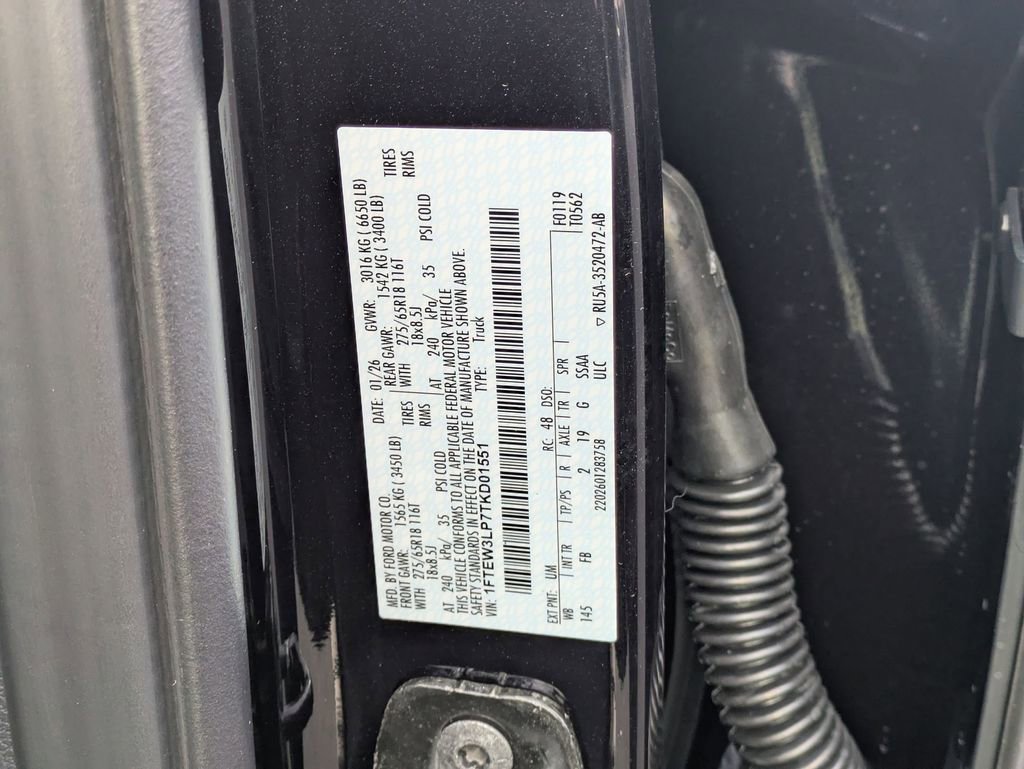 MFD. BY FORD MOTOR CO.
DATE: 01/26 GVWR: 3016 KG ( 6650 LB)
FRONT GAWR: 1565 KG ( 3450 LB)
REAR GAWR: 1542 KG ( 3400 LB)
WITH 275/65R18 116T TIRES
WITH 275/65R18 116T TIRES
18x8.5J RIMS
18x8.5J RIMS
AT 240 kPa/ 35 PSI COLD
AT 240 kPa/ 35 PSI COLD
THIS VEHICLE CONFORMS TO ALL APPLICABLE FEDERAL MOTOR VEHICLE
SAFETY STANDARDS IN EFFECT ON THE DATE OF MANUFACTURE SHOWN ABOVE.
VIN: 1FTEW3LP7TKD01551 TYPE: Truck
F0119
T0562
EXT PNT: UM RC: 48 DSO:
WB | INT TR | TP/PS | R | AXLE | TR | SPR |
145 FB 2 19 G SSAA
ULC
2202601283758 ▽ RU5A-3520472-AB